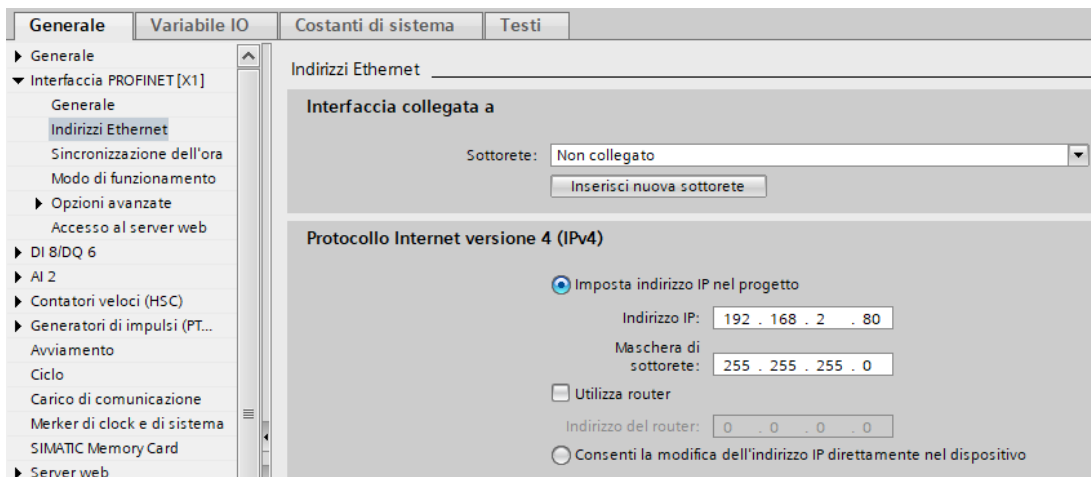 Generale Variabile IO Costanti di sistema Testi
Generale
Interfaccia PROFINET [X1]
Generale
Indirizzi Ethernet
Sincronizzazione dell'ora
Modo di funzionamento
Opzioni avanzate
Accesso al server web
DI 8/DQ 6
AI 2
Contatori veloci (HSC)
Generatori di impulsi (PT...
Avviamento
Ciclo
Carico di comunicazione
Merker di clock e di sistema
SIMATIC Memory Card
Server web
Indirizzi Ethernet
Interfaccia collegata a
Sottorete: Non collegato
Inserisci nuova sottorete
Protocollo Internet versione 4 (IPv4)
Imposta indirizzo IP nel progetto
Indirizzo IP: 192 . 168 . 2 . 80
Maschera di
sottorete: 255 . 255 . 255 . 0
Utilizza router
Indirizzo del router: 0 . 0 . 0 . 0
Consenti la modifica dell'indirizzo IP direttamente nel dispositivo